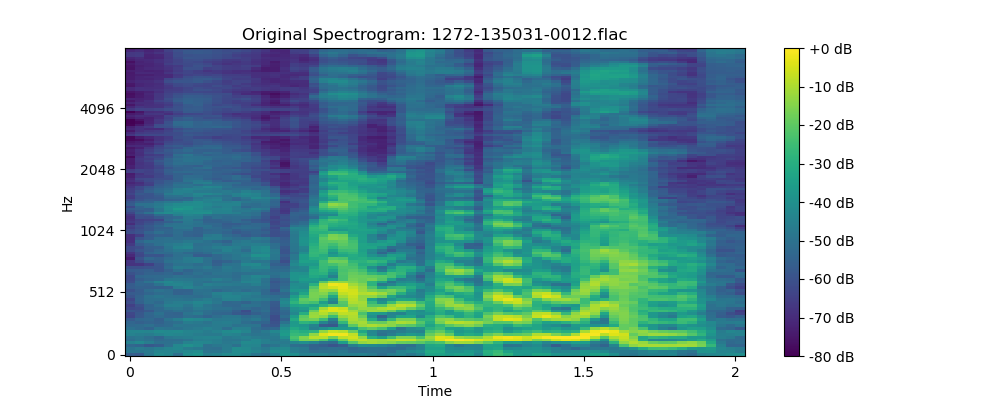 Original Spectrogram: 1272-135031-0012.flac
Hz
4096
2048
1024
512
0
0 0.5 1 1.5 2
Time
+0 dB
-10 dB
-20 dB
-30 dB
-40 dB
-50 dB
-60 dB
-70 dB
-80 dB